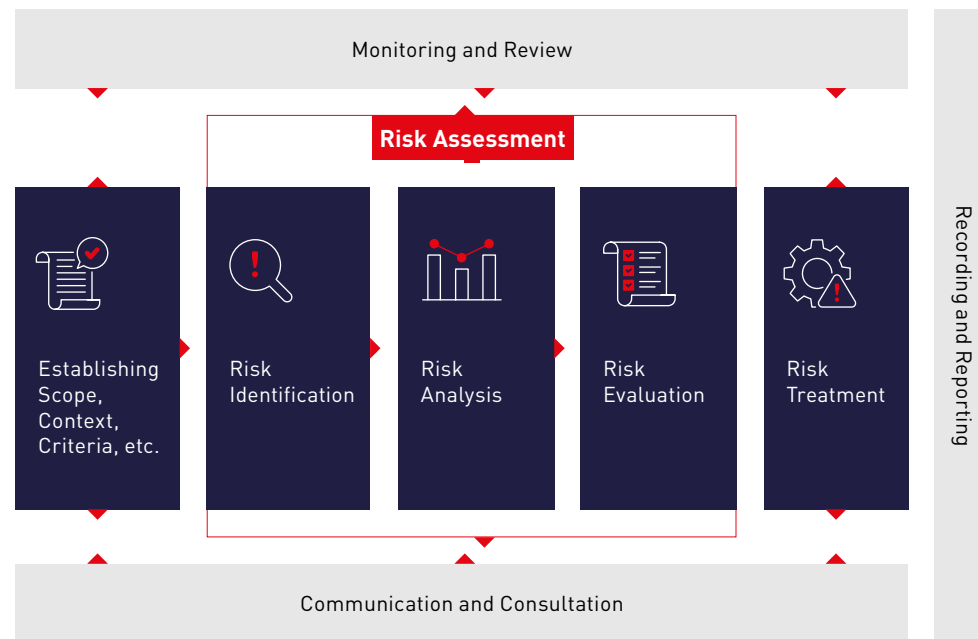 Monitoring and Review
Risk Assessment
Establishing
Scope,
Context,
Criteria, etc.
Risk
Identification
Risk
Analysis
Risk
Evaluation
Risk
Treatment
Communication and Consultation
Recording and Reporting